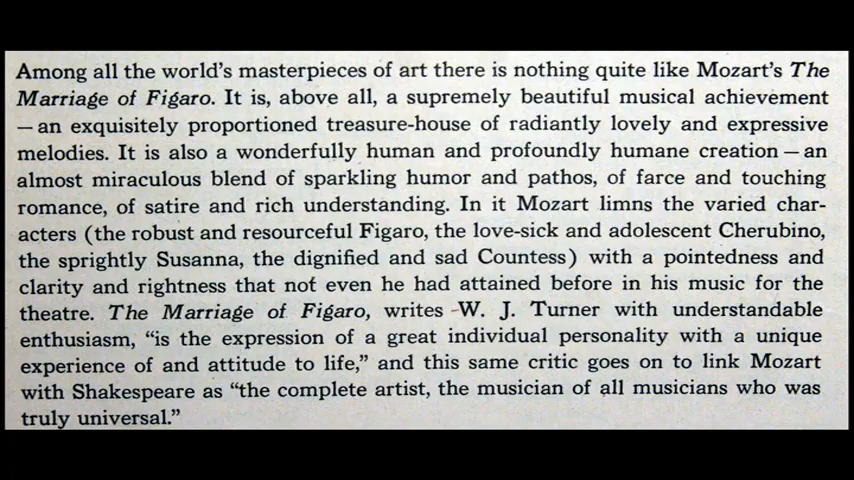 Among all the world's masterpieces of art there is nothing quite like Mozart's The
Marriage of Figaro. It is, above all, a supremely beautiful musical achievement
—an exquisitely proportioned treasure-house of radiantly lovely and expressive
melodies. It is also a wonderfully human and profoundly humane creation—an
almost miraculous blend of sparkling humor and pathos, of farce and touching
romance, of satire and rich understanding. In it Mozart limns the varied char-
acters (the robust and resourceful Figaro, the love-sick and adolescent Cherubino,
the sprightly Susanna, the dignified and sad Countess) with a pointedness and
clarity and rightness that not even he had attained before in his music for the
theatre. The Marriage of Figaro, writes W. J. Turner with understandable
enthusiasm, “is the expression of a great individual personality with a unique
experience of and attitude to life,” and this same critic goes on to link Mozart
with Shakespeare as “the complete artist, the musician of all musicians who was
truly universal.”